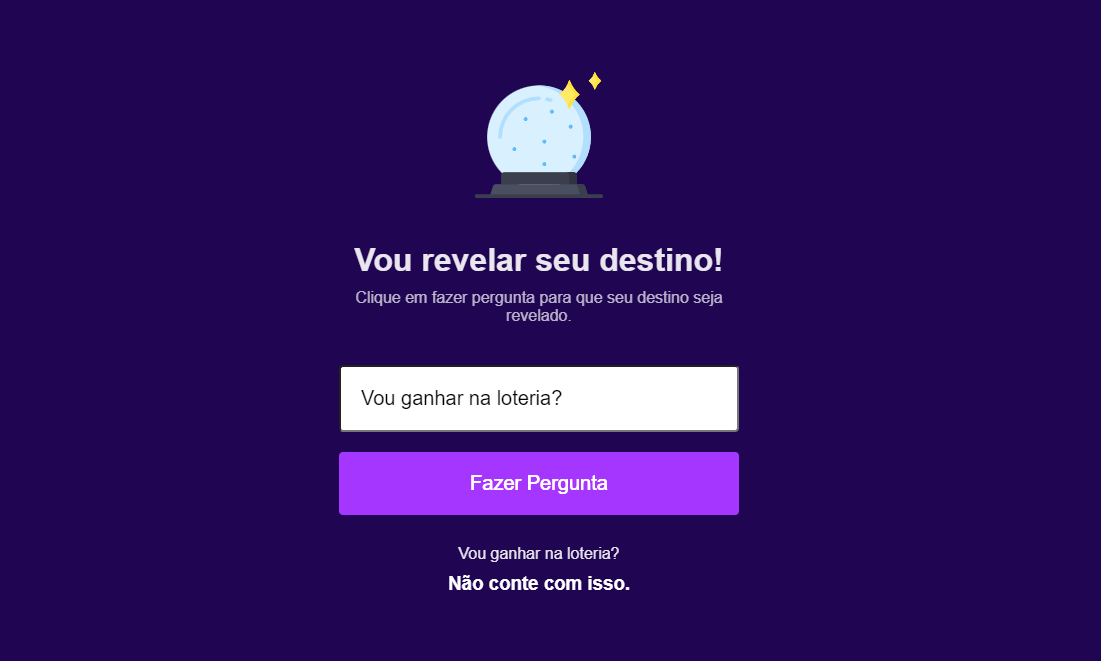 Vou revelar seu destino!
Clique em fazer pergunta para que seu destino seja
revelado.
Vou ganhar na loteria?
Fazer Pergunta
Vou ganhar na loteria?
Não conte com isso.